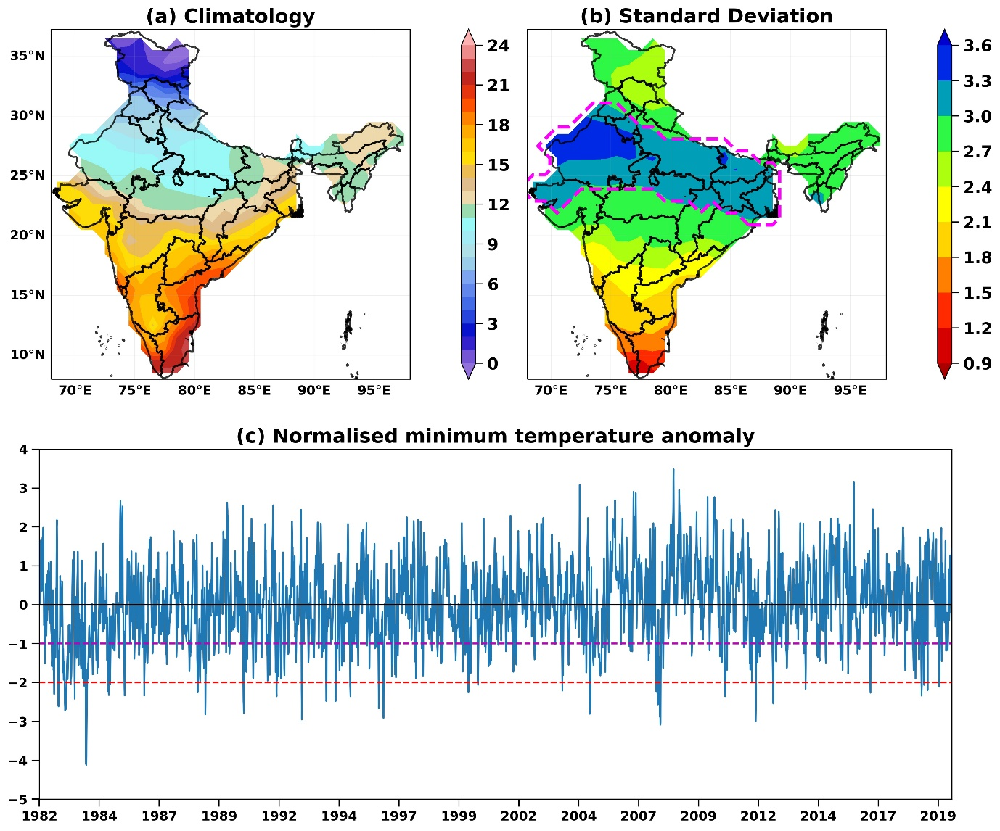 (a) Climatology
(b) Standard Deviation
35°N
30°N
25°N
20°N
15°N
10°N
70°E 75°E 80°E 85°E 90°E 95°E
24
21
18
15
12
9
6
3
0
70°E 75°E 80°E 85°E 90°E 95°E
3.6
3.3
3.0
2.7
2.4
2.1
1.8
1.5
1.2
0.9
(c) Normalised minimum temperature anomaly
4
3
2
1
0
−1
−2
−3
−4
−5
1982 1984 1987 1989 1992 1994 1997 1999 2002 2004 2007 2009 2012 2014 2017 2019